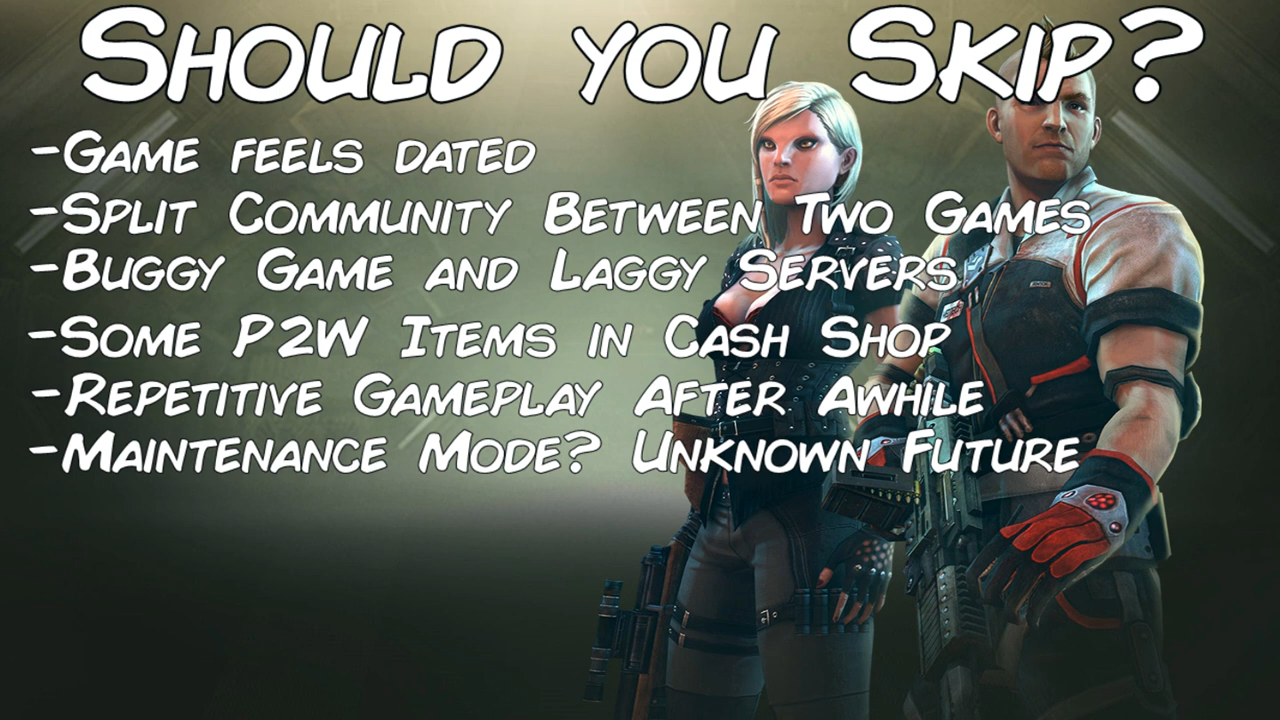 Should you Skip?
-Game feels dated
-Split Community Between Two Games
-Buggy Game and Laggy Servers
-Some P2W Items in Cash Shop
-Repetitive Gameplay After Awhile
-Maintenance Mode? Unknown Future